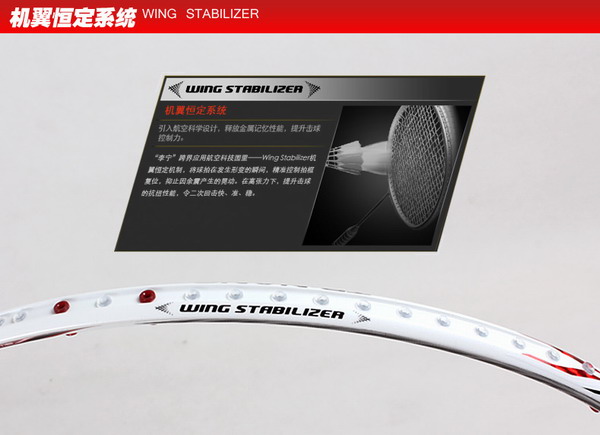 机翼恒定系统 WING STABILIZER
WING STABILIZER
机翼恒定系统
引入航空科学设计，释放金属记忆性能，提升击球
控制力。
“李宁”跨界应用航空科技图雷——Wing Stabilizer机
翼恒定机制，将球拍在发生形变的瞬间，精准控制拍框
复位，抑止因余震产生的晃动。在高张力下，提升击球
的抗扭性能，令二次回击快、准、稳。
WING STABILIZER